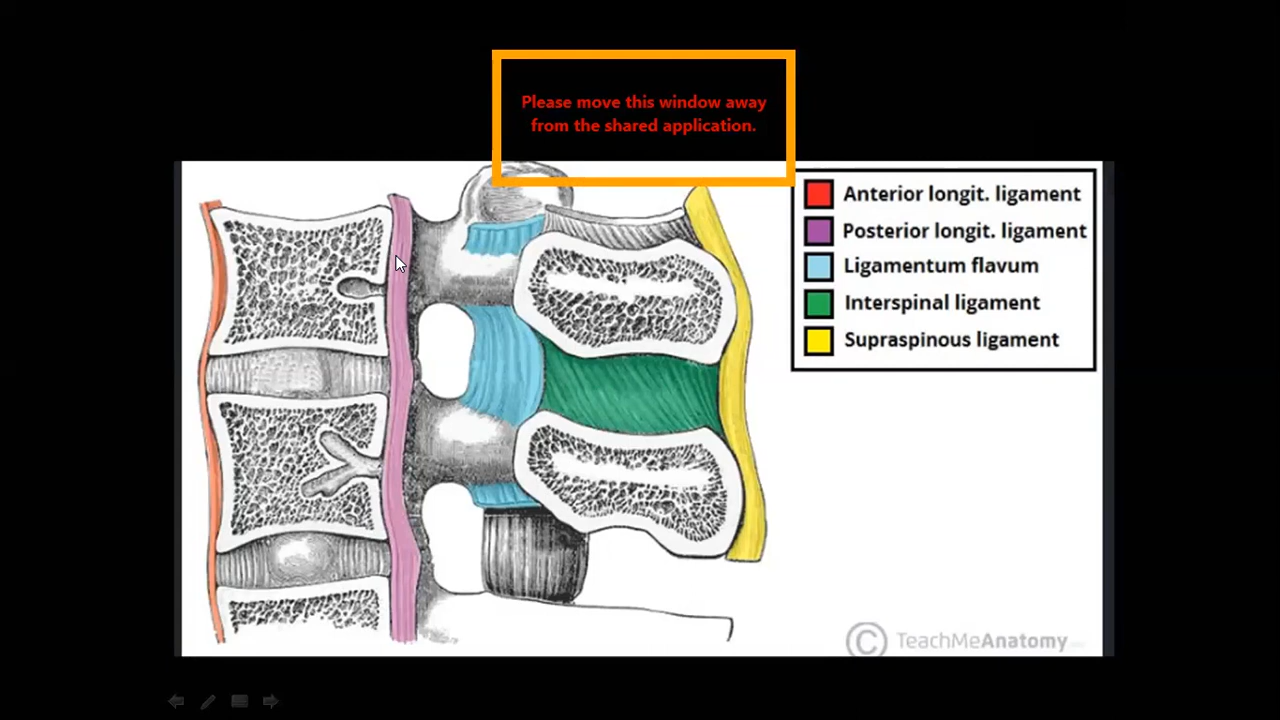 Please move this window away
from the shared application.
Anterior longit. ligament
Posterior longit. ligament
Ligamentum flavum
Interspinal ligament
Supraspinous ligament
© TeachMeAnatomy